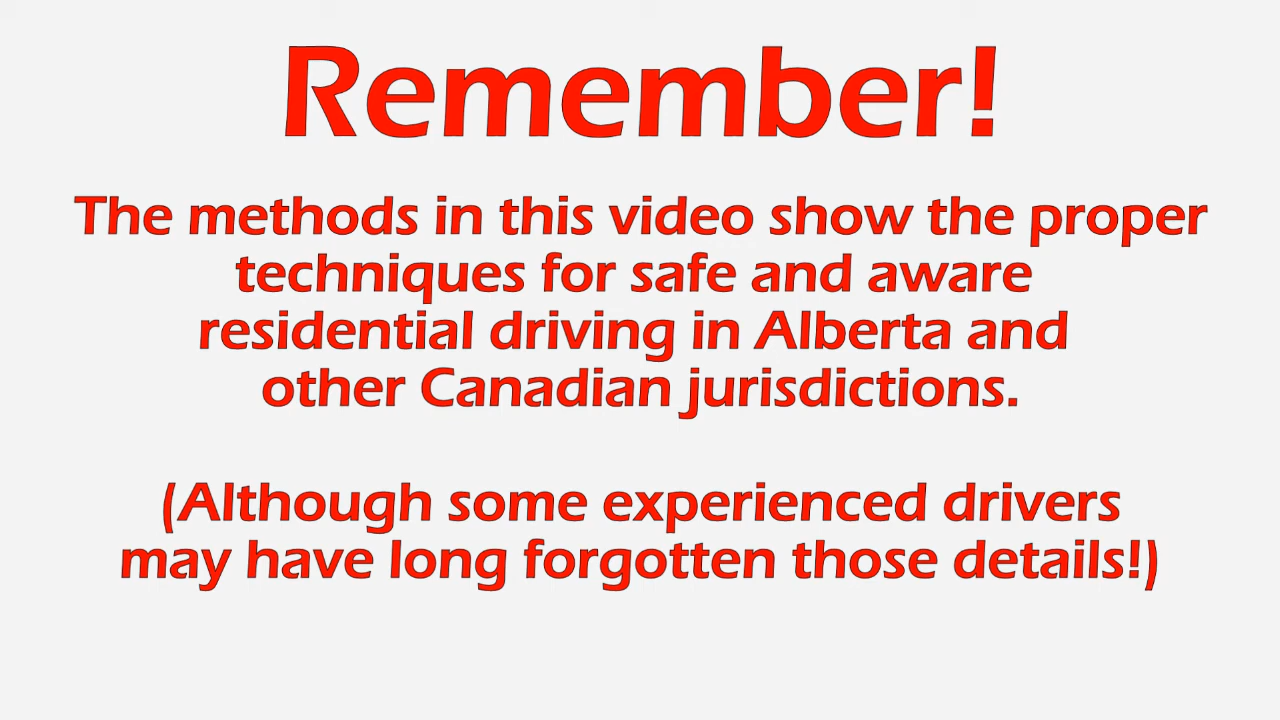 Remember!
The methods in this video show the proper
techniques for safe and aware
residential driving in Alberta and
other Canadian jurisdictions.
(Although some experienced drivers
may have long forgotten those details!)